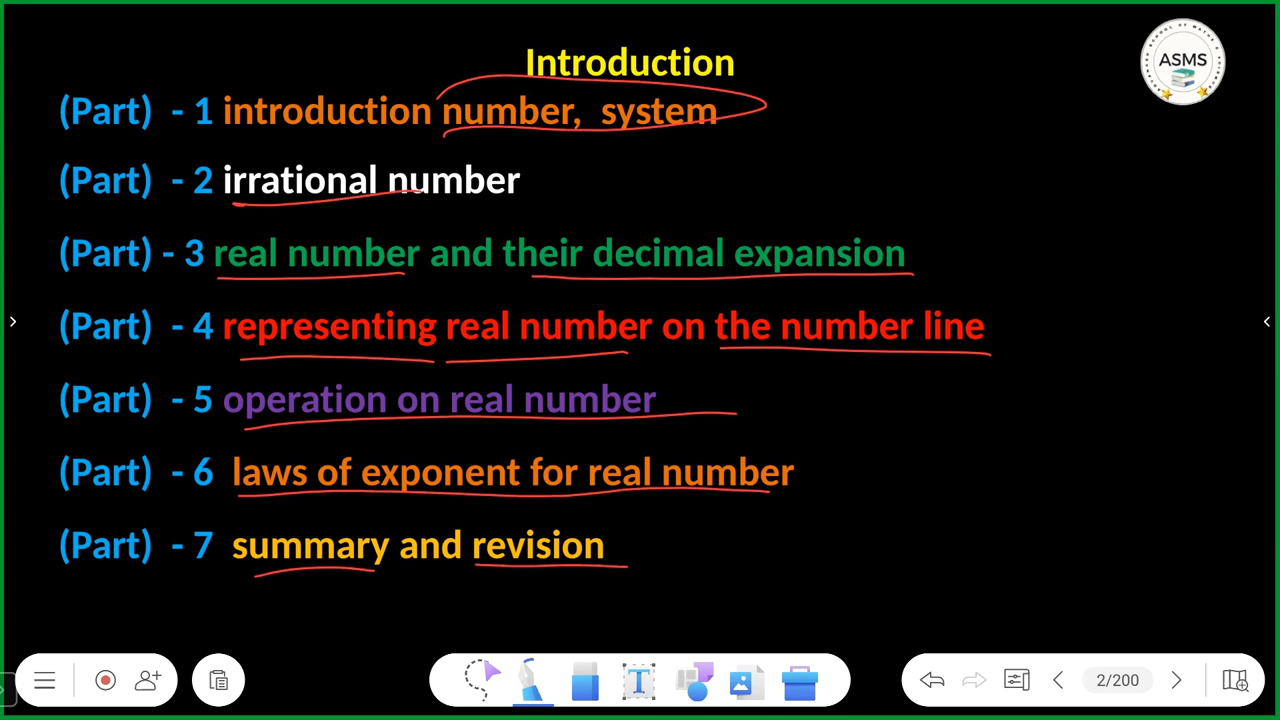 Introduction
ASMS
(Part) - 1 introduction number, system
(Part) - 2 irrational number
(Part) - 3 real number and their decimal expansion
(Part) - 4 representing real number on the number line
(Part) - 5 operation on real number
(Part) - 6 laws of exponent for real number
(Part) - 7 summary and revision
2/200